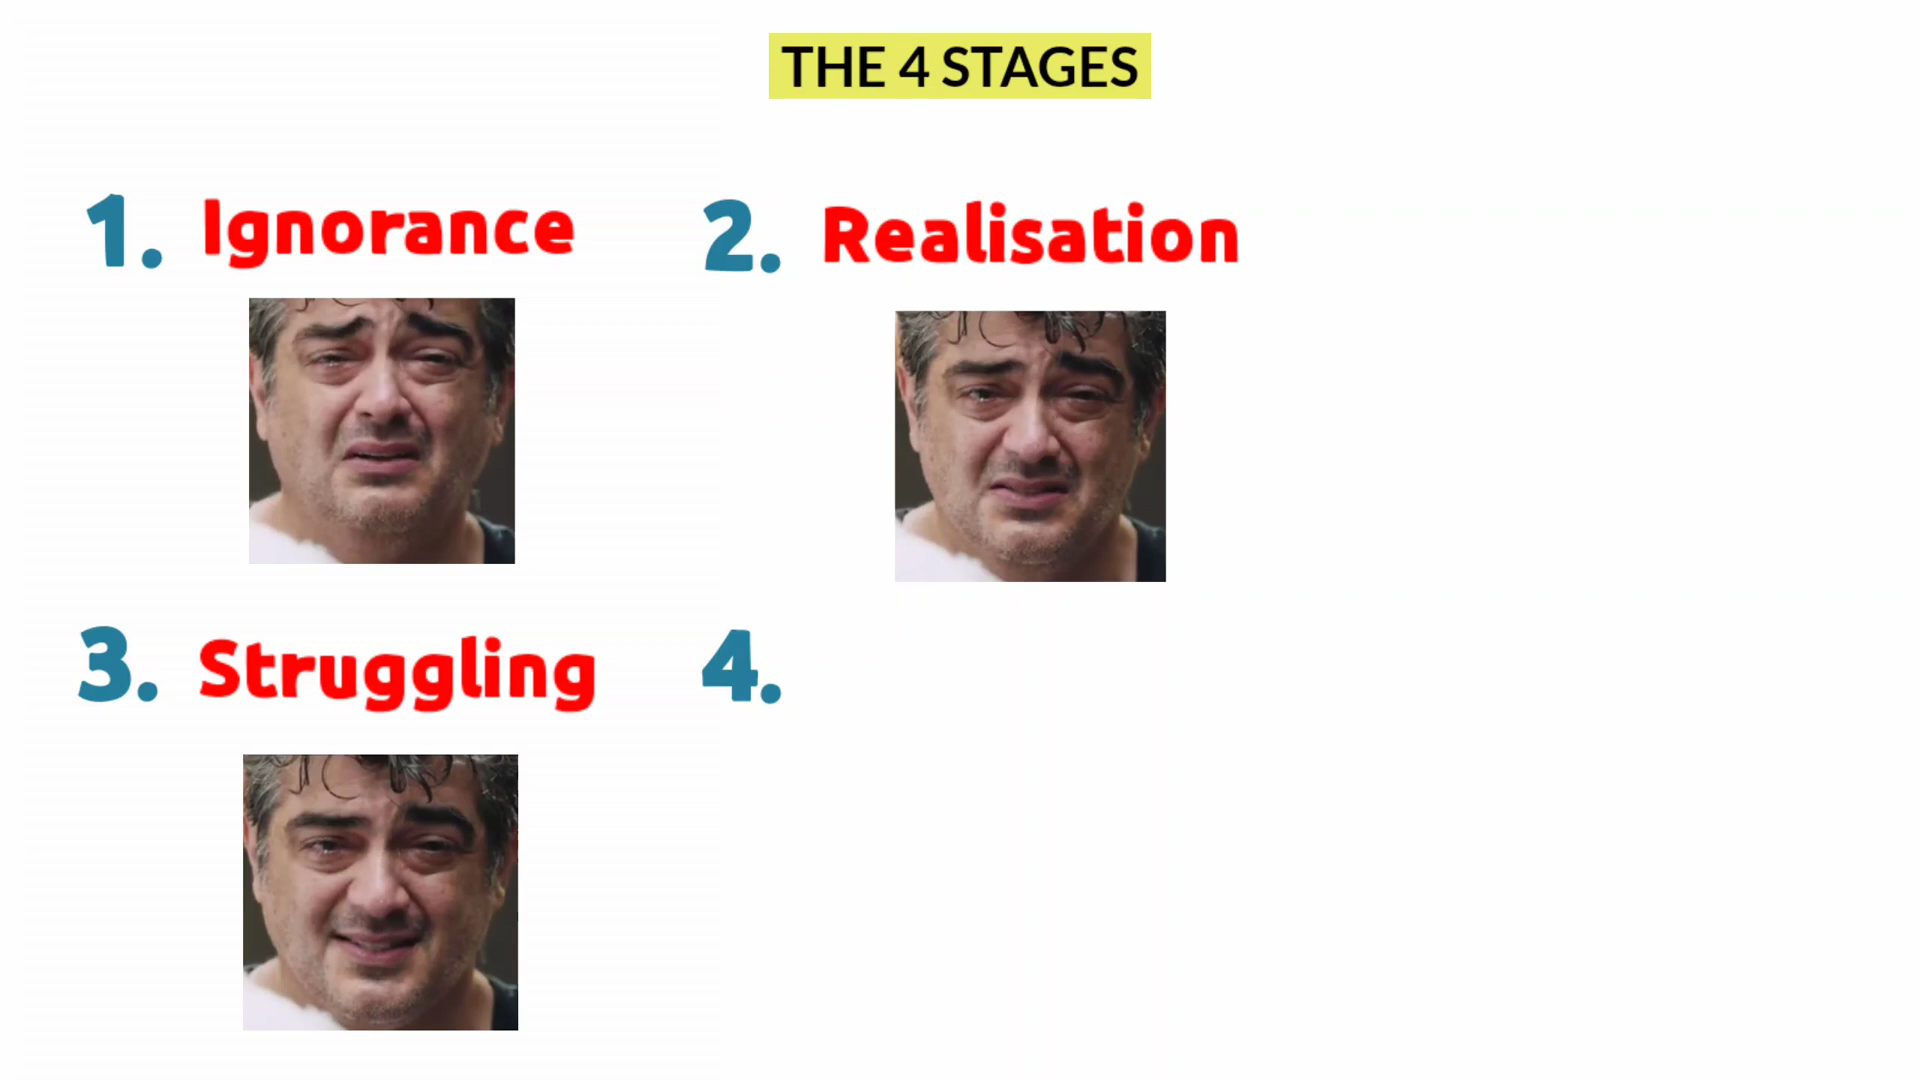 THE 4 STAGES
1. Ignorance
2. Realisation
3. Struggling
4.